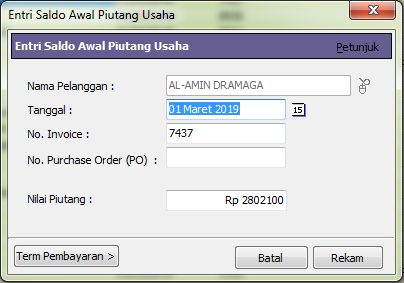 Entri Saldo Awal Piutang Usaha
Entri Saldo Awal Piutang Usaha Petunjuk
Nama Pelanggan : AL-AMIN DRAMAGA
Tanggal : 01 Maret 2019 15
No. Invoice : 7437
No. Purchase Order (PO) :
Nilai Piutang : Rp 2802100
Term Pembayaran > Batal Rekam